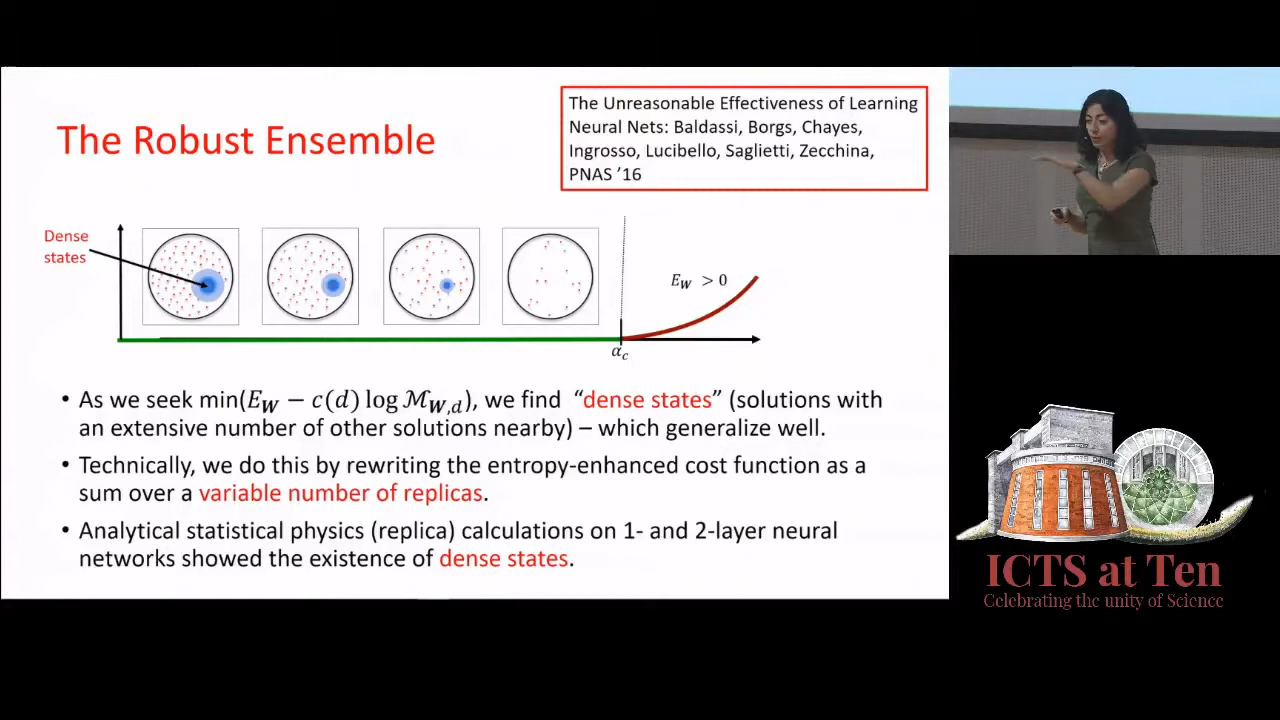 The Robust Ensemble
The Unreasonable Effectiveness of Learning
Neural Nets: Baldassi, Borgs, Chayes,
Ingrosso, Lucibello, Saglietti, Zecchina,
PNAS ’16
Dense
states
E_W > 0
α_c
• As we seek min(E_W − c(d) log ℳ_{W,d}), we find “dense states” (solutions with
an extensive number of other solutions nearby) – which generalize well.
• Technically, we do this by rewriting the entropy-enhanced cost function as a
sum over a variable number of replicas.
• Analytical statistical physics (replica) calculations on 1- and 2-layer neural
networks showed the existence of dense states.
ICTS at Ten
Celebrating the unity of Science